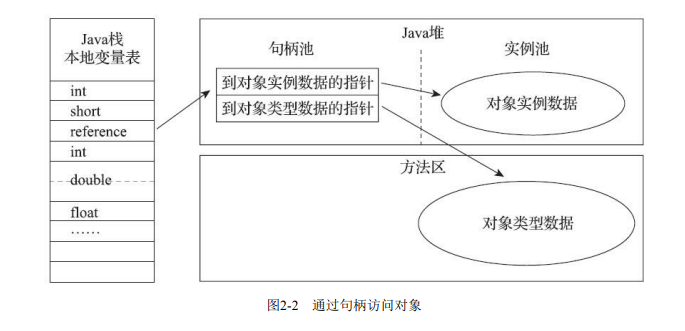 Java栈
本地变量表
int
short
reference
int
double
float
……
Java堆
句柄池
实例池
到对象实例数据的指针
到对象类型数据的指针
对象实例数据
方法区
对象类型数据
图2-2 通过句柄访问对象